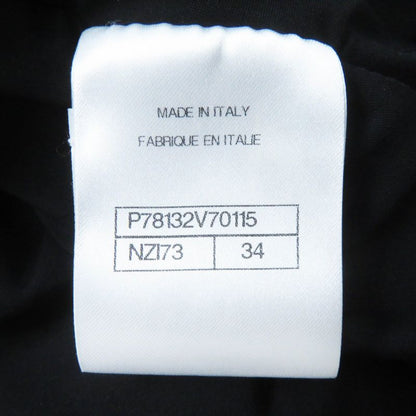 MADE IN ITALY
FABRIQUE EN ITALIE
P78132V70115
NZI73 34